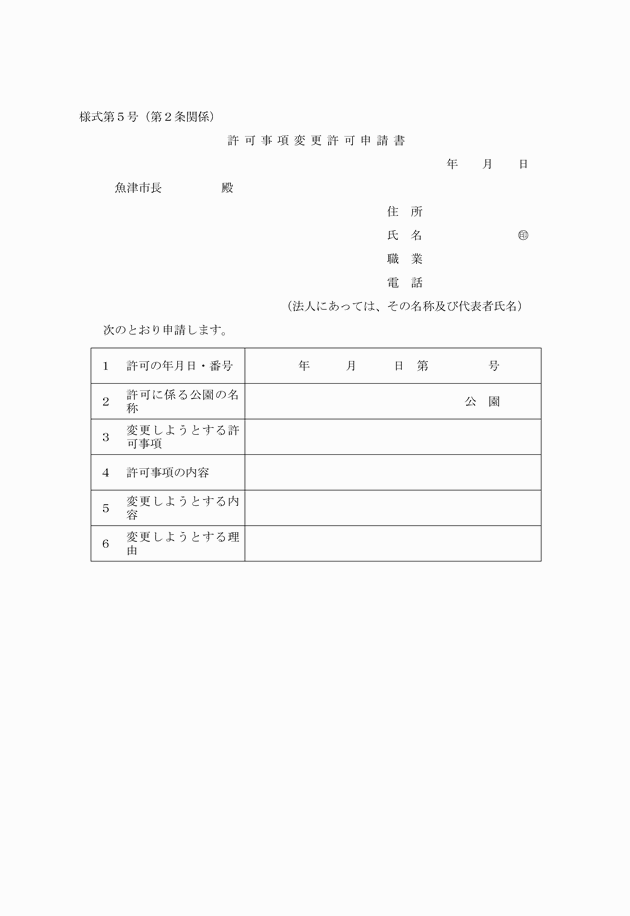 様式第５号（第２条関係）
許可事項変更許可申請書
年　月　日
魚津市長　　　殿
住　所
氏　名　　　㊞
職　業
電　話
（法人にあっては、その名称及び代表者氏名）
次のとおり申請します。
1　許可の年月日・番号　　年　　月　　日　第　　　号
2　許可に係る公園の名
称　　公　園
3　変更しようとする許
可事項
4　許可事項の内容
5　変更しようとする内
容
6　変更しようとする理
由